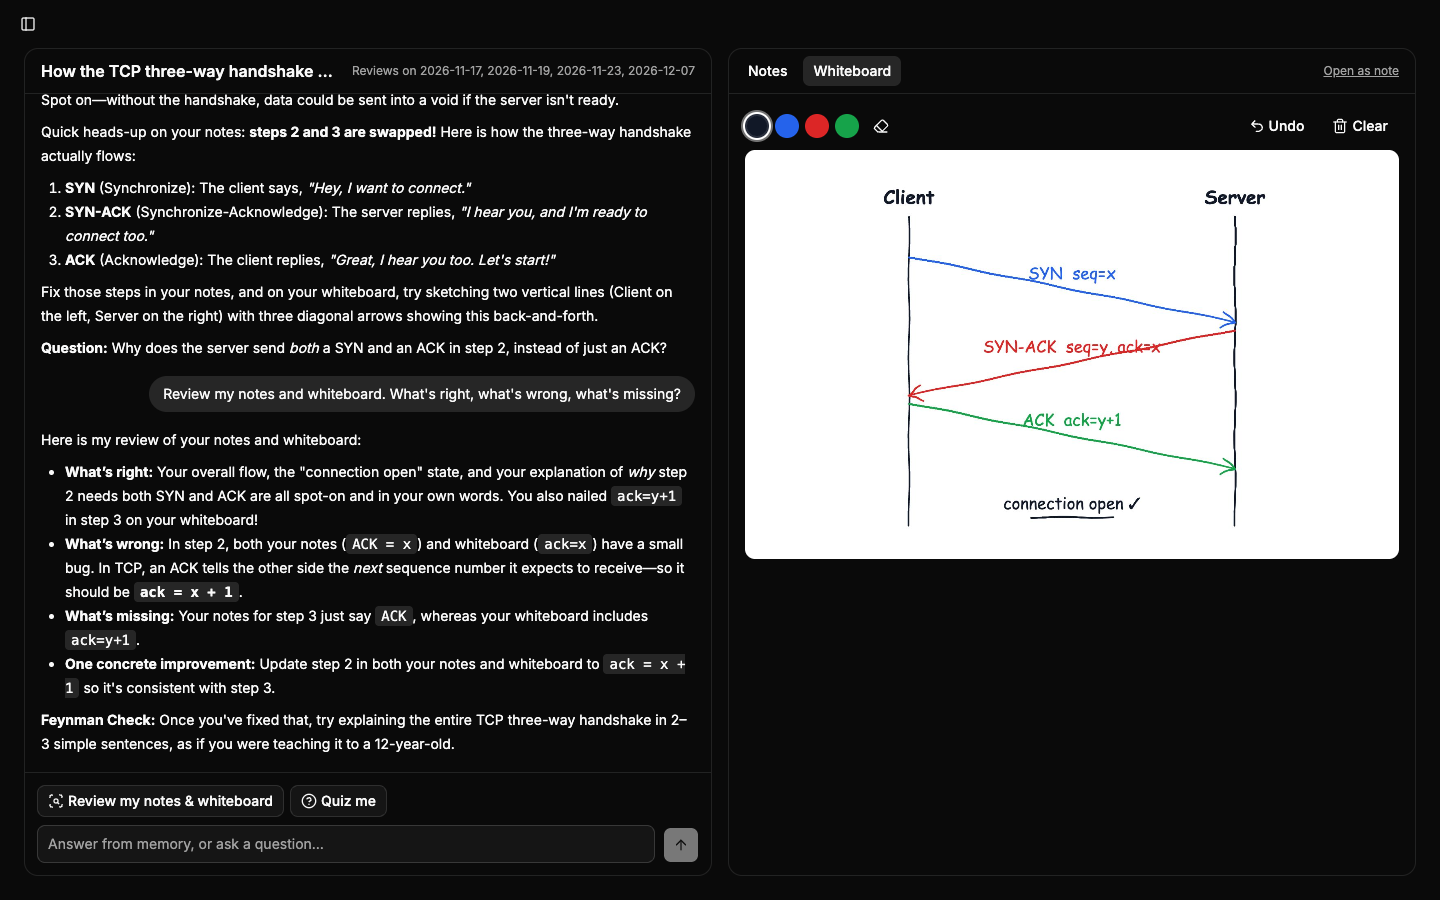 How the TCP three-way handshake ...
Reviews on 2026-11-17, 2026-11-19, 2026-11-23, 2026-12-07
Spot on—without the handshake, data could be sent into a void if the server isn't ready.
Quick heads-up on your notes: steps 2 and 3 are swapped! Here is how the three-way handshake
actually flows:
1. SYN (Synchronize): The client says, "Hey, I want to connect."
2. SYN-ACK (Synchronize-Acknowledge): The server replies, "I hear you, and I'm ready to
connect too."
3. ACK (Acknowledge): The client replies, "Great, I hear you too. Let's start!"
Fix those steps in your notes, and on your whiteboard, try sketching two vertical lines (Client on
the left, Server on the right) with three diagonal arrows showing this back-and-forth.
Question: Why does the server send both a SYN and an ACK in step 2, instead of just an ACK?
Review my notes and whiteboard. What's right, what's wrong, what's missing?
Here is my review of your notes and whiteboard:
• What's right: Your overall flow, the "connection open" state, and your explanation of why step
2 needs both SYN and ACK are all spot-on and in your own words. You also nailed ack=y+1
in step 3 on your whiteboard!
• What's wrong: In step 2, both your notes (ACK = x) and whiteboard (ack=x) have a small
bug. In TCP, an ACK tells the other side the next sequence number it expects to receive—so it
should be ack = x + 1.
• What's missing: Your notes for step 3 just say ACK, whereas your whiteboard includes
ack=y+1.
• One concrete improvement: Update step 2 in both your notes and whiteboard to ack = x +
1 so it's consistent with step 3.
Feynman Check: Once you've fixed that, try explaining the entire TCP three-way handshake in 2–
3 simple sentences, as if you were teaching it to a 12-year-old.
Review my notes & whiteboard
Quiz me
Answer from memory, or ask a question...
Notes
Whiteboard
Open as note
Undo
Clear
Client
Server
SYN seq=x
SYN-ACK seq=y, ack=x
ACK ack=y+1
connection open ✓